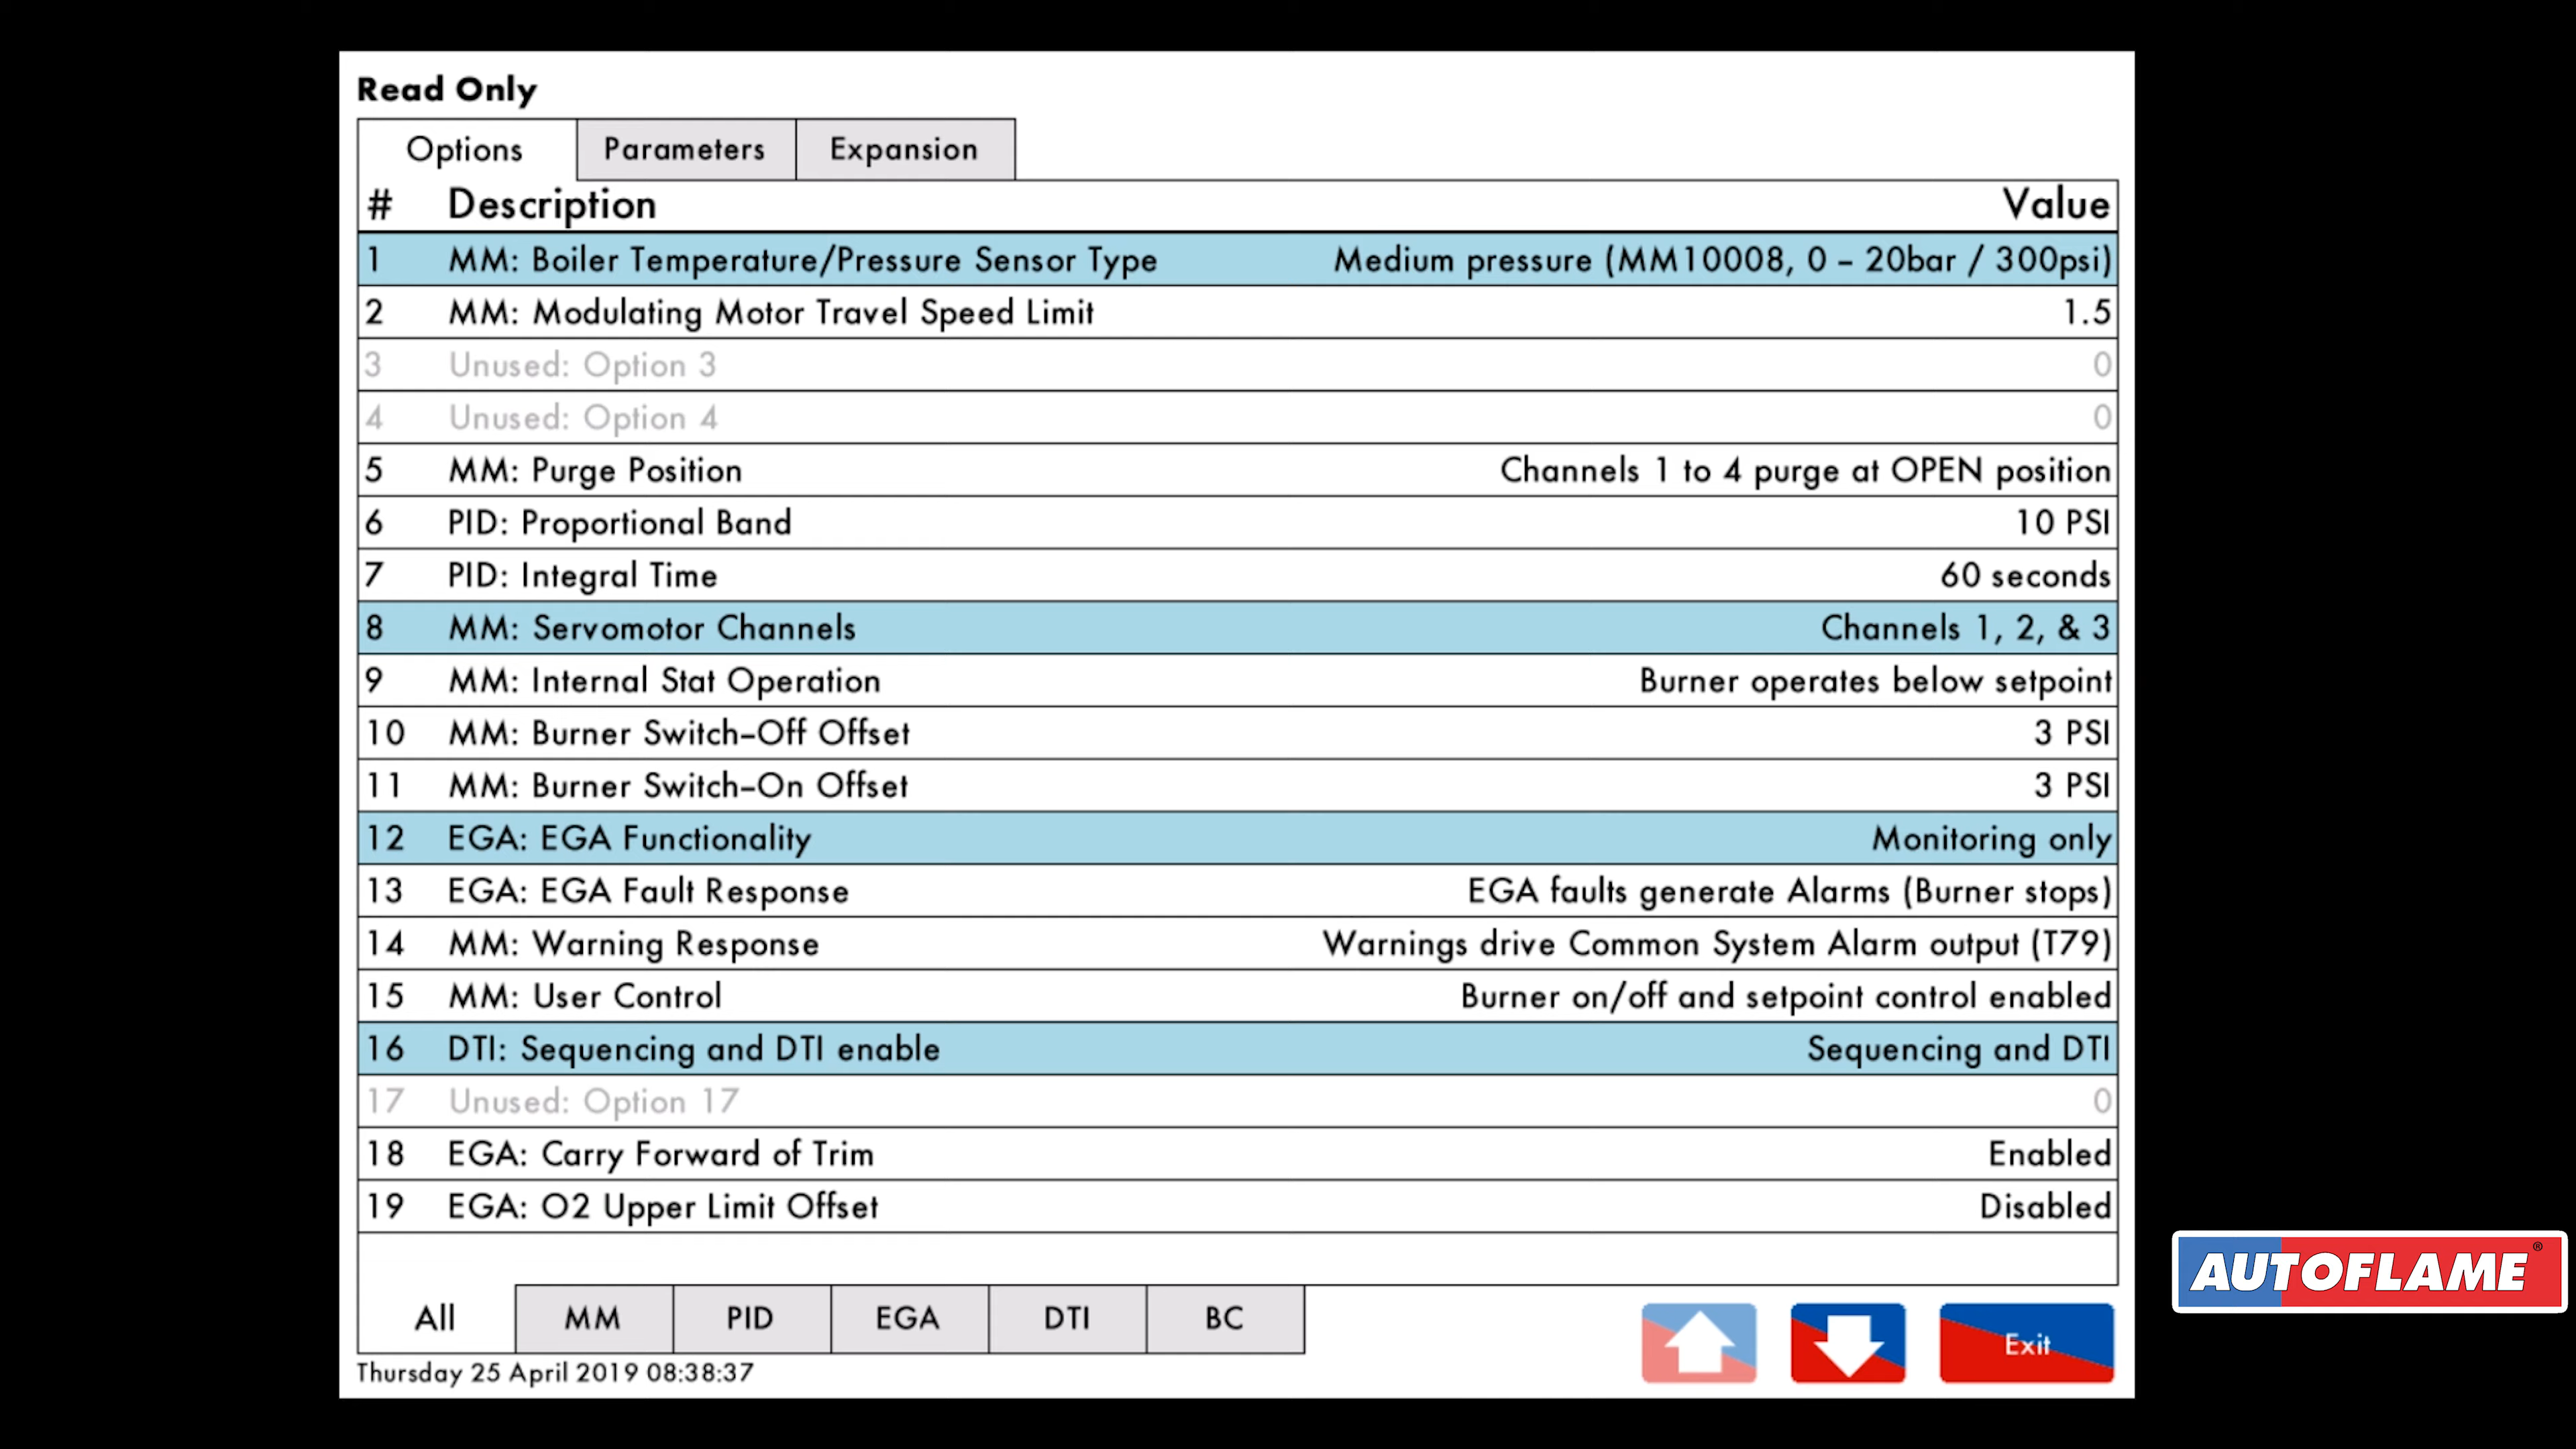 Read Only
Options Parameters Expansion
# Description Value
1 MM: Boiler Temperature/Pressure Sensor Type Medium pressure (MM10008, 0 – 20bar / 300psi)
2 MM: Modulating Motor Travel Speed Limit 1.5
3 Unused: Option 3 0
4 Unused: Option 4 0
5 MM: Purge Position Channels 1 to 4 purge at OPEN position
6 PID: Proportional Band 10 PSI
7 PID: Integral Time 60 seconds
8 MM: Servomotor Channels Channels 1, 2, & 3
9 MM: Internal Stat Operation Burner operates below setpoint
10 MM: Burner Switch–Off Offset 3 PSI
11 MM: Burner Switch–On Offset 3 PSI
12 EGA: EGA Functionality Monitoring only
13 EGA: EGA Fault Response EGA faults generate Alarms (Burner stops)
14 MM: Warning Response Warnings drive Common System Alarm output (T79)
15 MM: User Control Burner on/off and setpoint control enabled
16 DTI: Sequencing and DTI enable Sequencing and DTI
17 Unused: Option 17 0
18 EGA: Carry Forward of Trim Enabled
19 EGA: O2 Upper Limit Offset Disabled
All MM PID EGA DTI BC
Exit
Thursday 25 April 2019 08:38:37
AUTOFLAME®